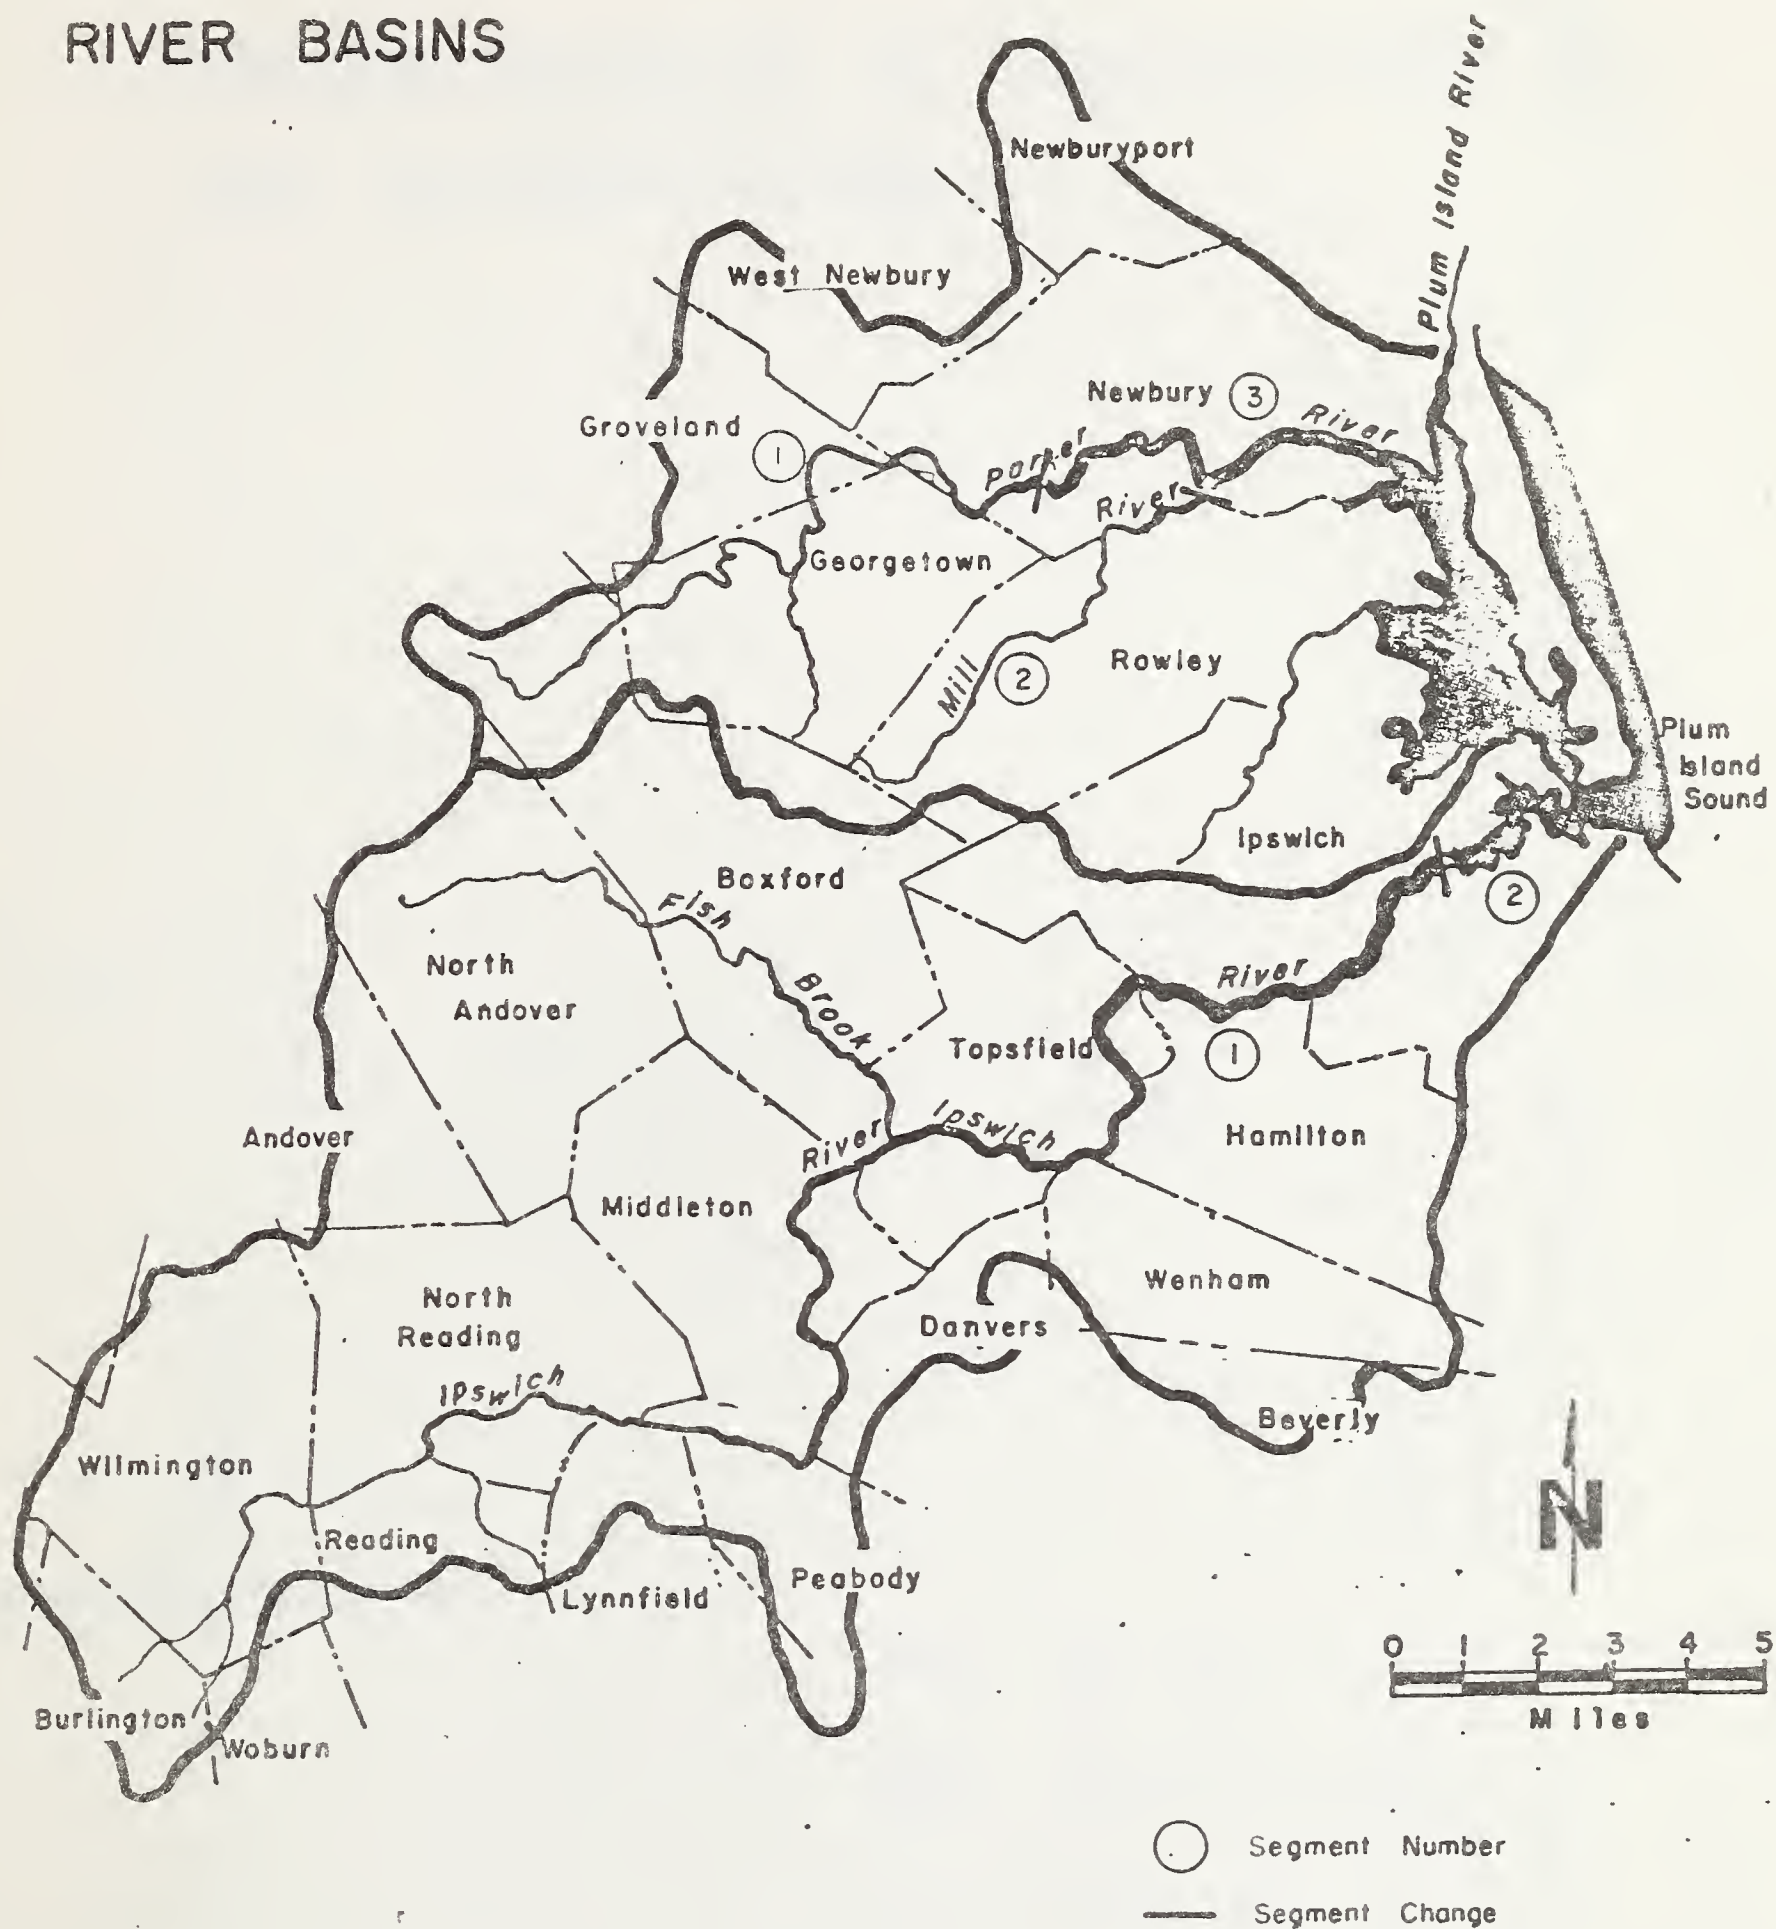 RIVER BASINS
Plum Island River
Newburyport
West Newbury
Newbury 3
River
Groveland
1
Parker
River
Georgetown
Rowley
Mill
2
Plum
Island
Sound
Ipswich
Boxford
Fish
2
North
Andover
River
Brook
Topsfield
1
Ipswich
Hamilton
Andover
River
Middleton
Wenham
North
Reading
Danvers
Ipswich
Beverly
Wilmington
N
Reading
Peabody
Lynnfield
0 1 2 3 4 5
Miles
Burlington
Woburn
Segment Number
Segment Change